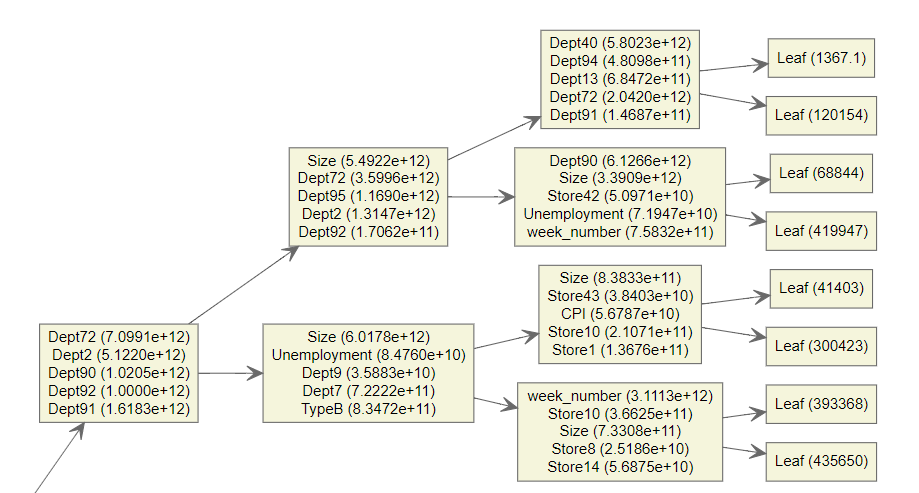 Dept40 (5.8023e+12)
Dept94 (4.8098e+11)
Dept13 (6.8472e+11)
Dept72 (2.0420e+12)
Dept91 (1.4687e+11)
Leaf (1367.1)
Leaf (120154)
Size (5.4922e+12)
Dept72 (3.5996e+12)
Dept95 (1.1690e+12)
Dept2 (1.3147e+12)
Dept92 (1.7062e+11)
Dept90 (6.1266e+12)
Size (3.3909e+12)
Store42 (5.0971e+10)
Unemployment (7.1947e+10)
week_number (7.5832e+11)
Leaf (68844)
Leaf (419947)
Dept72 (7.0991e+12)
Dept2 (5.1220e+12)
Dept90 (1.0205e+12)
Dept92 (1.0000e+12)
Dept91 (1.6183e+12)
Size (6.0178e+12)
Unemployment (8.4760e+10)
Dept9 (3.5883e+10)
Dept7 (7.2222e+11)
TypeB (8.3472e+11)
Size (8.3833e+11)
Store43 (3.8403e+10)
CPI (5.6787e+10)
Store10 (2.1071e+11)
Store1 (1.3676e+11)
Leaf (41403)
Leaf (300423)
week_number (3.1113e+12)
Store10 (3.6625e+11)
Size (7.3308e+11)
Store8 (2.5186e+10)
Store14 (5.6875e+10)
Leaf (393368)
Leaf (435650)